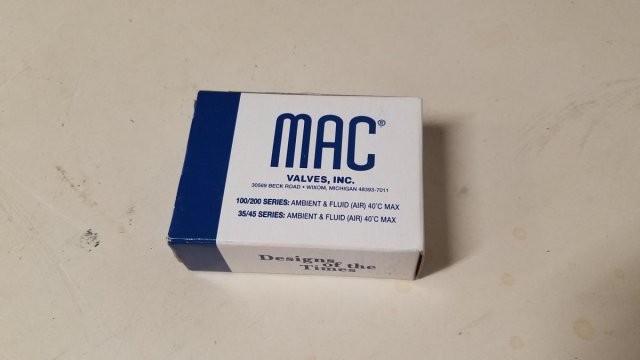 MAC®
VALVES, INC.
30569 BECK ROAD • WIXOM, MICHIGAN 48393-7011
100/200 SERIES: AMBIENT & FLUID (AIR) 40°C MAX
35/45 SERIES: AMBIENT & FLUID (AIR) 40°C MAX
Designs
of the
Times